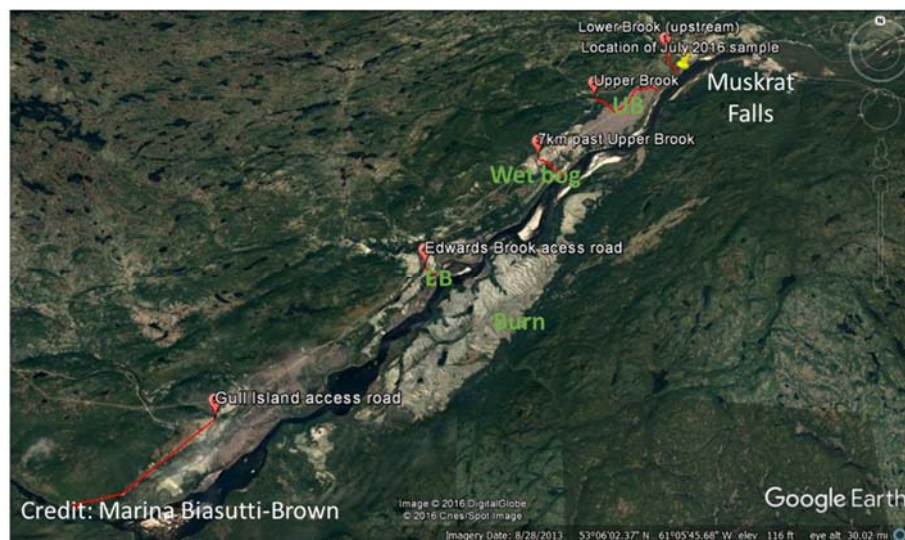 Lower Brook (upstream)
N
Location of July 2016 sample
Muskrat
Falls
Upper Brook
UB
7km past Upper Brook
Wet bog
Edwards Brook acess road
EB
Burn
Gull Island access road
Credit: Marina Biasutti-Brown
Image © 2016 DigitalGlobe
© 2016 Cnes/Spot Image
Google Earth
Imagery Date: 8/28/2013 53°06'02.37" N 61°05'45.68" W elev 116 ft eye alt 30.02 mi